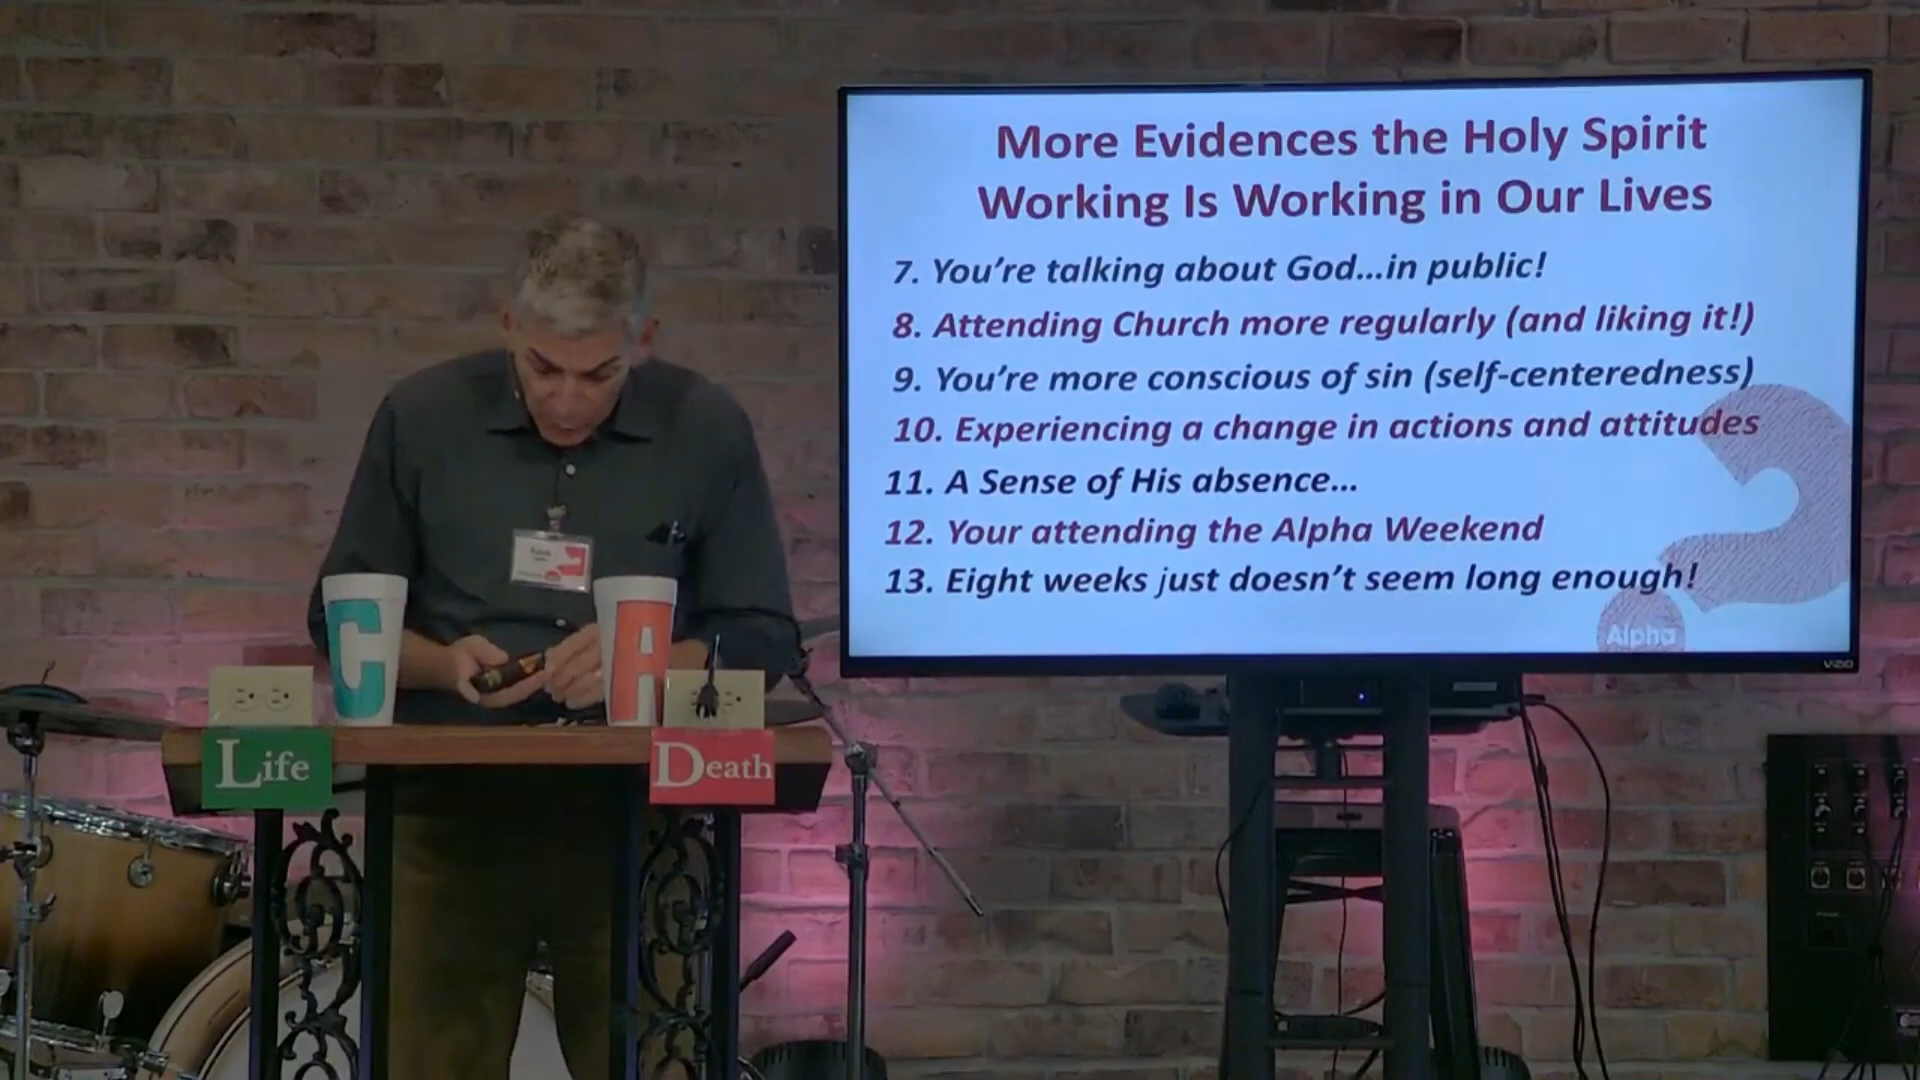 More Evidences the Holy Spirit
Working Is Working in Our Lives
7. You're talking about God...in public!
8. Attending Church more regularly (and liking it!)
9. You're more conscious of sin (self-centeredness)
10. Experiencing a change in actions and attitudes
11. A Sense of His absence...
12. Your attending the Alpha Weekend
13. Eight weeks just doesn't seem long enough!
Alpha
VIZIO
C
A
Life
Death